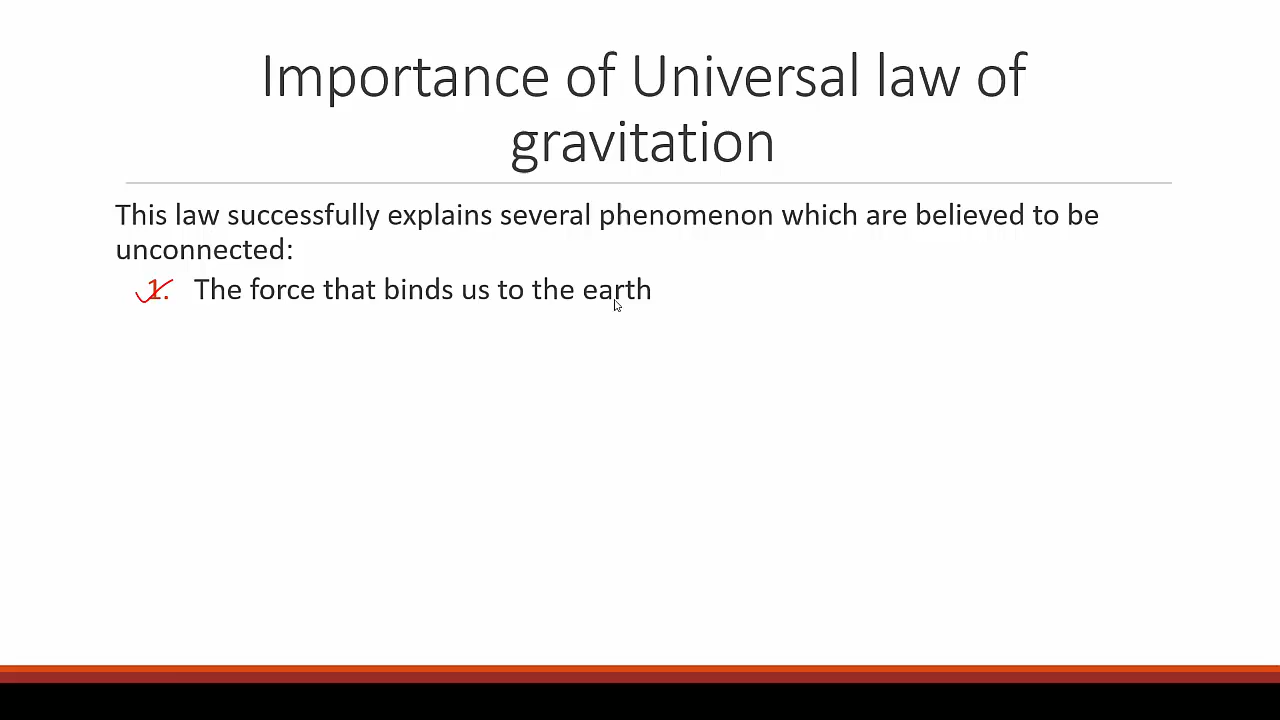 Importance of Universal law of
gravitation
This law successfully explains several phenomenon which are believed to be
unconnected:
1. The force that binds us to the earth